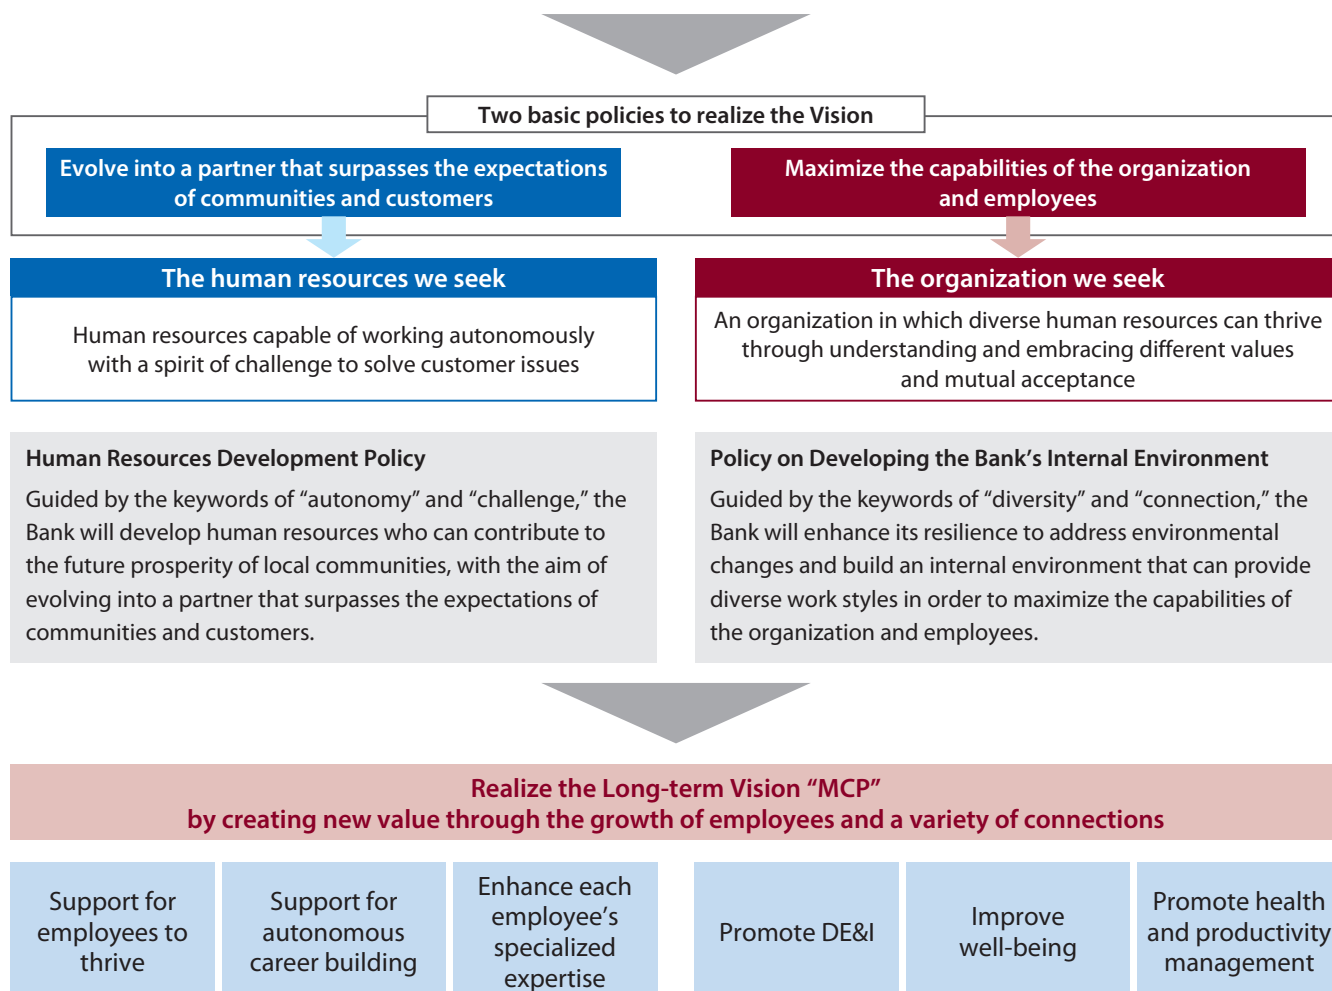 Two basic policies to realize the Vision
Evolve into a partner that surpasses the expectations
of communities and customers
Maximize the capabilities of the organization
and employees
The human resources we seek
Human resources capable of working autonomously
with a spirit of challenge to solve customer issues
The organization we seek
An organization in which diverse human resources can thrive
through understanding and embracing different values
and mutual acceptance
Human Resources Development Policy
Guided by the keywords of “autonomy” and “challenge,” the
Bank will develop human resources who can contribute to
the future prosperity of local communities, with the aim of
evolving into a partner that surpasses the expectations of
communities and customers.
Policy on Developing the Bank’s Internal Environment
Guided by the keywords of “diversity” and “connection,” the
Bank will enhance its resilience to address environmental
changes and build an internal environment that can provide
diverse work styles in order to maximize the capabilities of
the organization and employees.
Realize the Long-term Vision “MCP”
by creating new value through the growth of employees and a variety of connections
Support for
employees to
thrive
Support for
autonomous
career building
Enhance each
employee’s
specialized
expertise
Promote DE&I
Improve
well-being
Promote health
and productivity
management